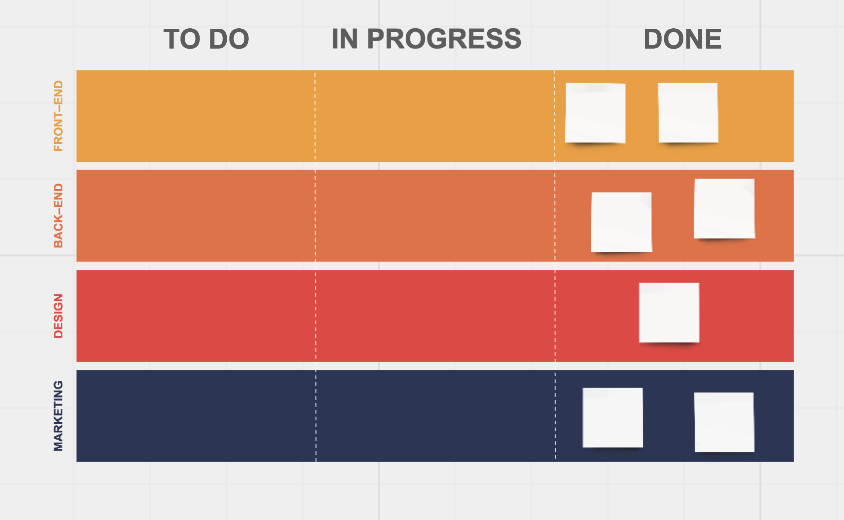 TO DO
IN PROGRESS
DONE
FRONT–END
BACK–END
DESIGN
MARKETING